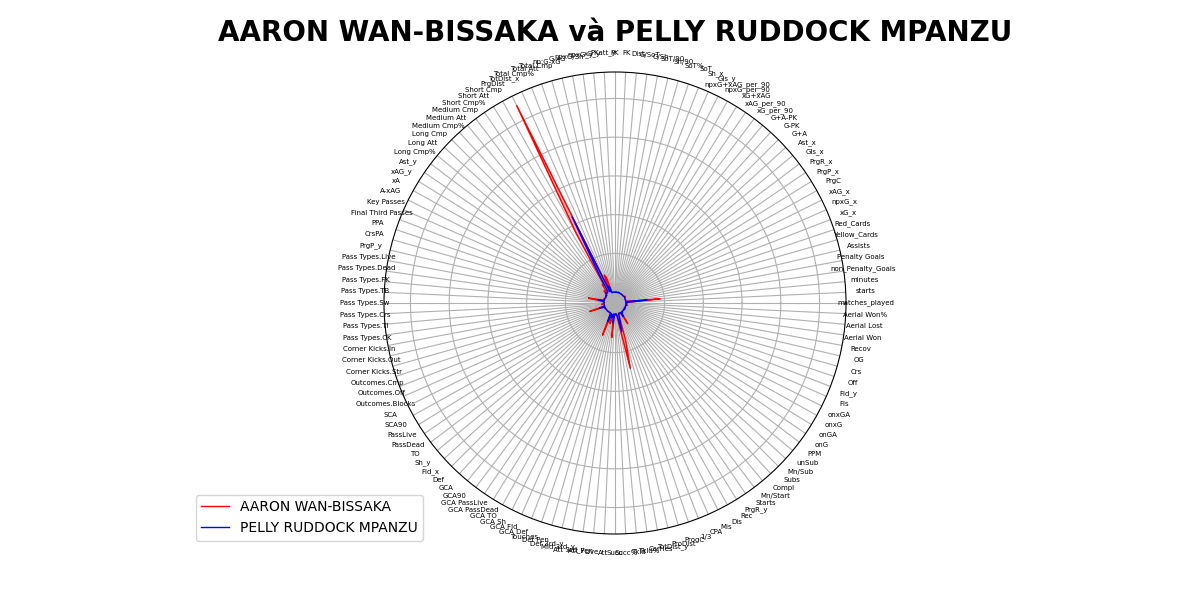 AARON WAN-BISSAKA và PELLY RUDDOCK MPANZU
Total Cmp
Total Att
Total Cmp%
TotDist_x
PrgDist
Short Cmp
Short Att
Short Cmp%
Medium Cmp
Medium Att
Medium Cmp%
Long Cmp
Long Att
Long Cmp%
Ast_y
xAG_y
xA
A-xAG
Key Passes
Final Third Passes
PPA
CrsPA
PrgP_y
Pass Types.Live
Pass Types.Dead
Pass Types.FK
Pass Types.TB
Pass Types.Sw
Pass Types.Crs
Pass Types.TI
Pass Types.CK
Corner Kicks.In
Corner Kicks.Out
Corner Kicks.Str
Outcomes.Cmp
Outcomes.Off
Outcomes.Blocks
SCA
SCA90
PassLive
PassDead
TO
Sh_y
Fld_x
Def
GCA
GCA90
GCA PassLive
GCA PassDead
GCA TO
GCA Sh
GCA Fld
GCA Def
Touches
Def Pen
FK
SoT%
SoT
Sh_x
Gls_y
npxG+xAG_per_90
npxG_per_90
xG+xAG
xAG_per_90
xG_per_90
G+A-PK
G-PK
G+A
Ast_x
Gls_x
PrgR_x
PrgP_x
PrgC
xAG_x
npxG_x
xG_x
Red_Cards
Yellow_Cards
Assists
Penalty Goals
non_Penalty_Goals
minutes
starts
matches_played
Aerial Won%
Aerial Lost
Aerial Won
Recov
OG
Crs
Off
Fld_y
Fls
onxGA
onxG
onGA
onG
PPM
unSub
Mn/Sub
Subs
Compl
Mn/Start
Starts
PrgR_y
Rec
Dis
Mis
CPA
1/3
ProgC
PrgDist
TotDist_y
AARON WAN-BISSAKA
PELLY RUDDOCK MPANZU